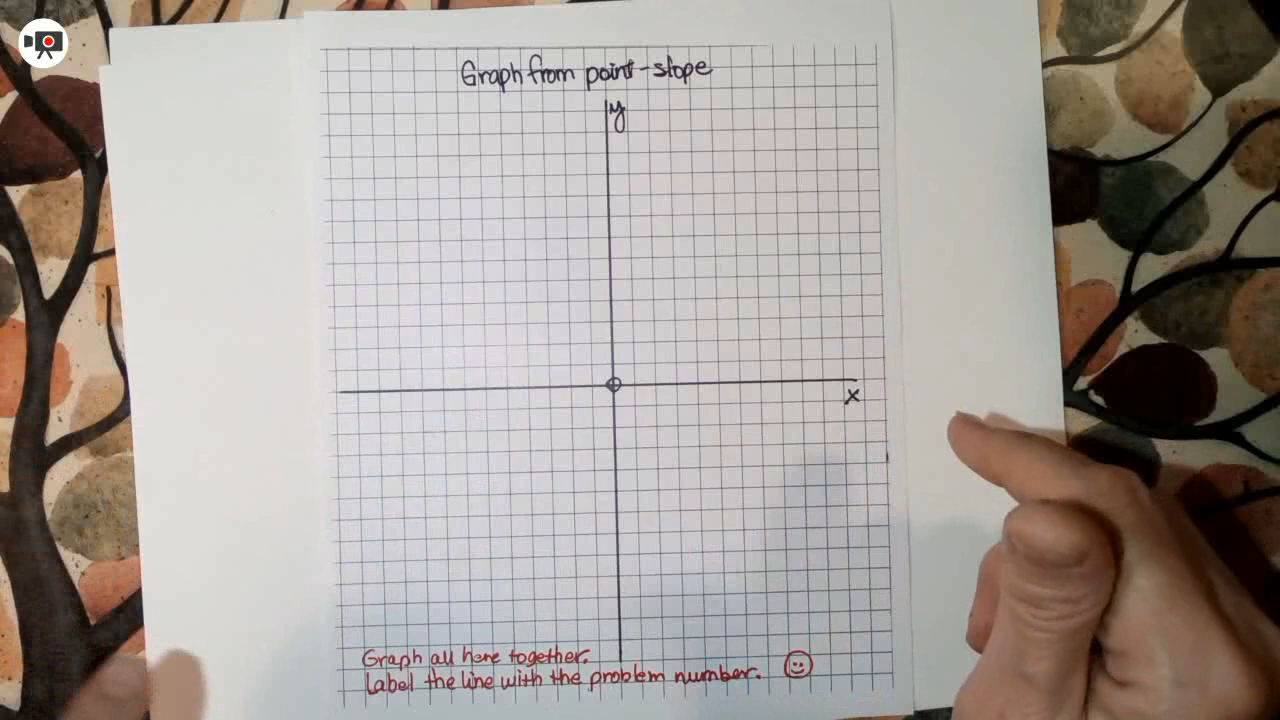 Graph from point-slope
y
x
Graph all here together.
Label the line with the problem number.